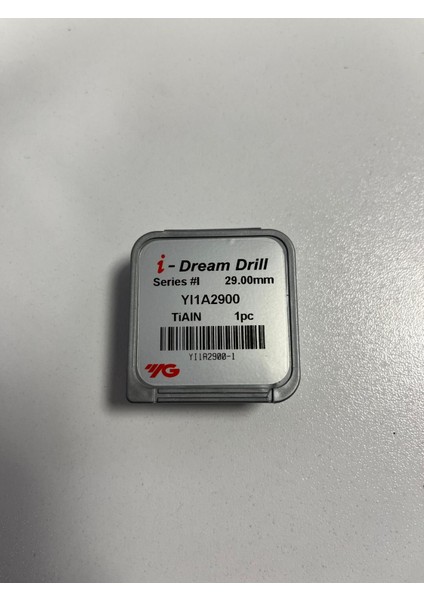 i - Dream Drill
Series #I 29.00mm
YI1A2900
TiAlN 1pc
YI1A2900-1
YG